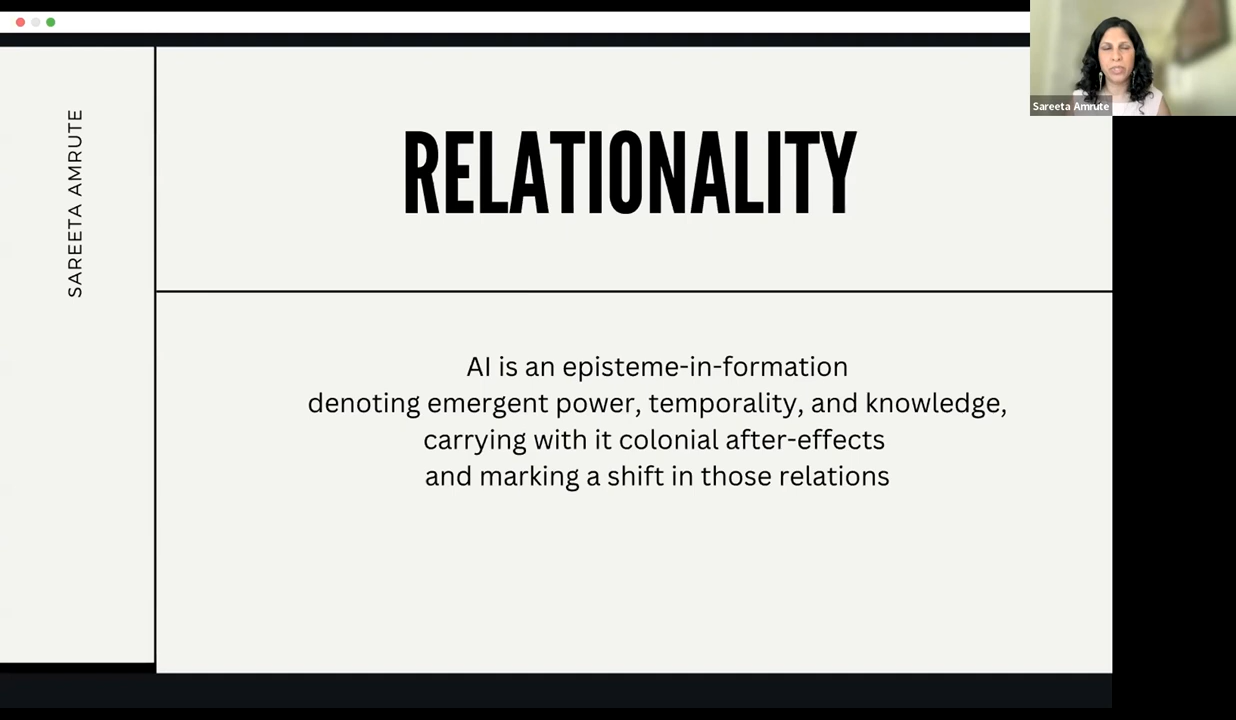 SAREETA AMRUTE
RELATIONALITY
AI is an episteme-in-formation
denoting emergent power, temporality, and knowledge,
carrying with it colonial after-effects
and marking a shift in those relations
Sareeta Amrute